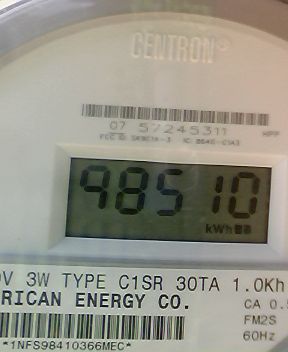 CENTRON®
07 57245311
98510
kWh
V 3W TYPE C1SR 30TA 1.0Kh
RICAN ENERGY CO.
CA 0.5
FM2S
60Hz
*1NFS98410366MEC*